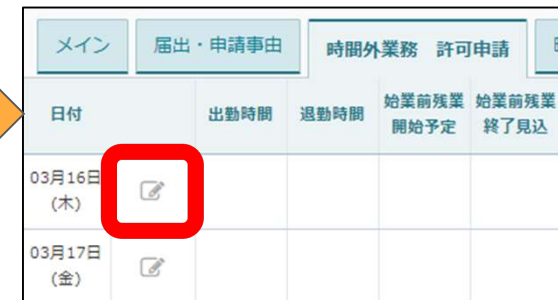 メイン 届出・申請事由 時間外業務 許可申請
日付 出勤時間 退勤時間 始業前残業 始業前残業
開始予定 終了見込
03月16日
(木)
03月17日
(金)